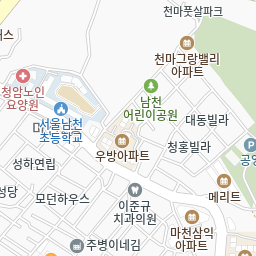 천마풋살파크
천마그랑밸리
아파트
남천
어린이공원
청암노인
요양원
서울남천
초등학교
대동빌라
우방아파트
청홍빌라
성하연립
성당
모던하우스
이준규
치과의원
메리트
주병이네김
마천삼익
아파트